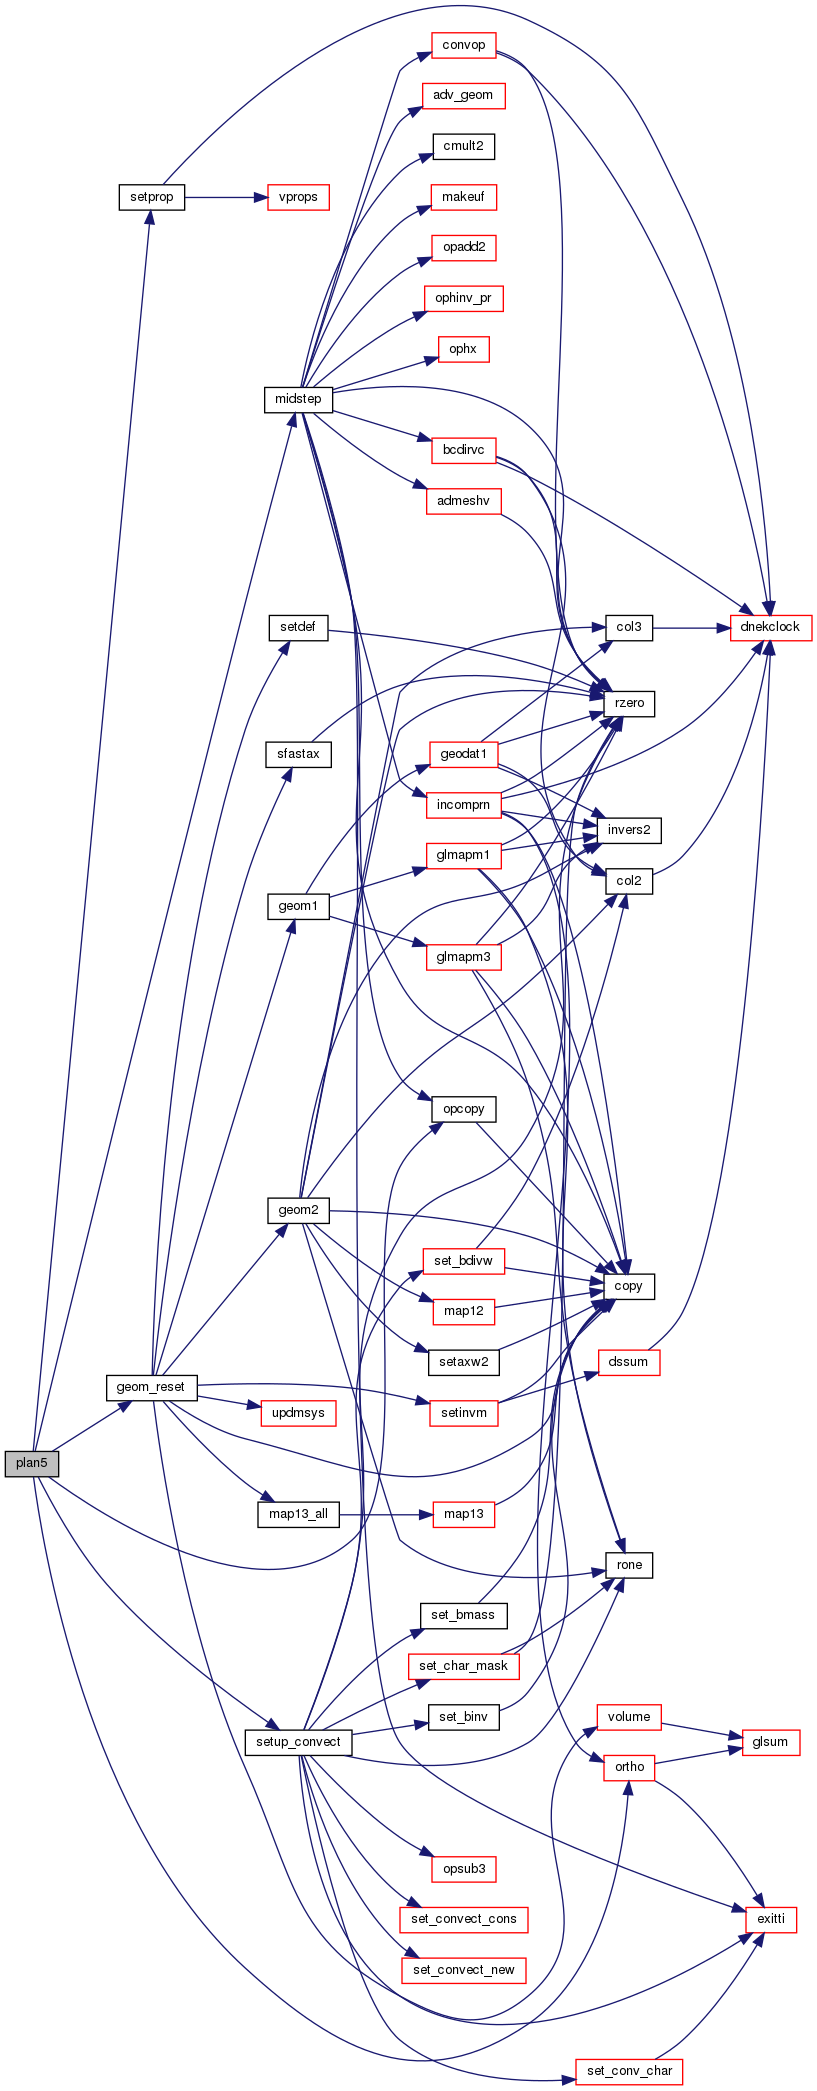 convop
adv_geom
cmult2
setprop
vprops
makeuf
opadd2
ophinv_pr
ophx
midstep
bcdirvc
admeshv
setdef
col3
dnekclock
rzero
sfastax
geodat1
incomprn
invers2
glmapm1
col2
geom1
glmapm3
opcopy
geom2
set_bdivw
copy
map12
setaxw2
dssum
geom_reset
setinvm
updmsys
plan5
map13_all
map13
rone
set_bmass
set_char_mask
set_binv
volume
setup_convect
glsum
ortho
opsub3
set_convect_cons
exitti
set_convect_new
set_conv_char